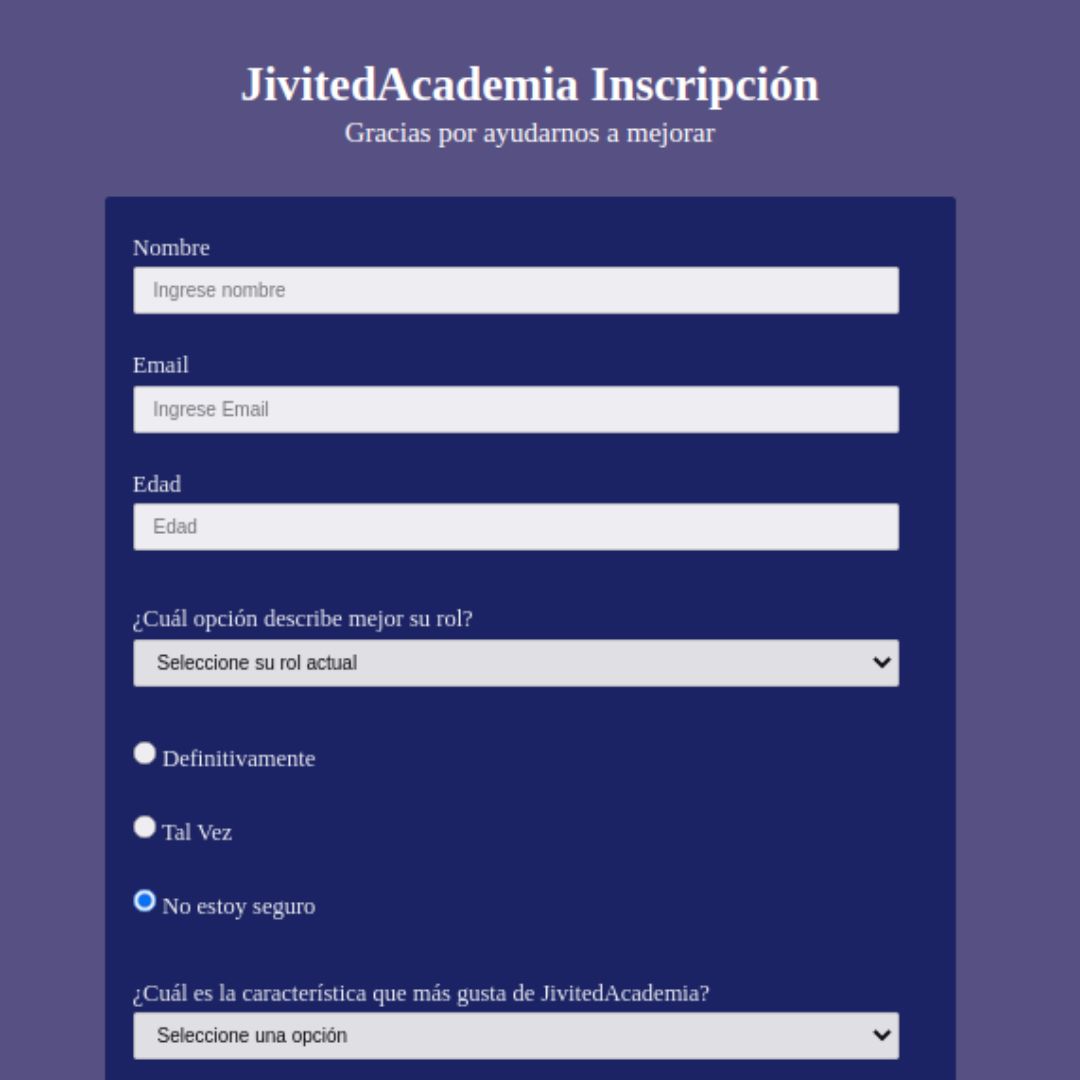 JivitedAcademia Inscripción
Gracias por ayudarnos a mejorar
Nombre
Ingrese nombre
Email
Ingrese Email
Edad
Edad
¿Cuál opción describe mejor su rol?
Seleccione su rol actual
Definitivamente
Tal Vez
No estoy seguro
¿Cuál es la característica que más gusta de JivitedAcademia?
Seleccione una opción